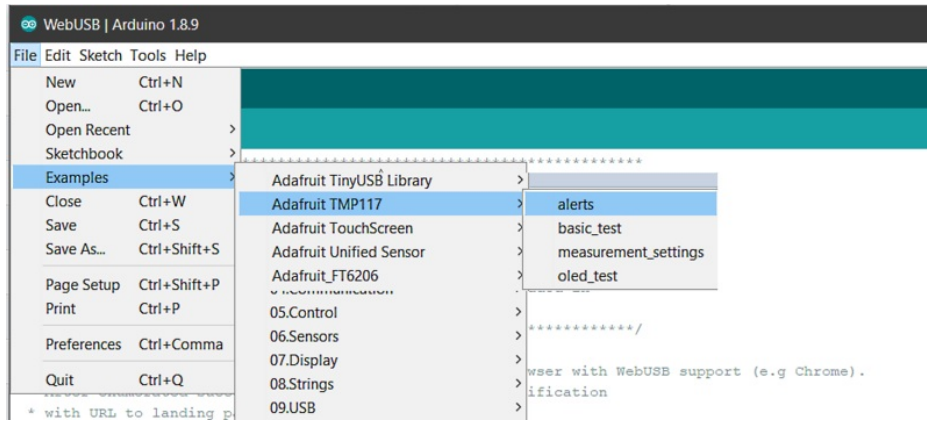 WebUSB | Arduino 1.8.9
File Edit Sketch Tools Help
New Ctrl+N
Open... Ctrl+O
Open Recent >
Sketchbook >
Examples >
Close Ctrl+W
Save Ctrl+S
Save As... Ctrl+Shift+S
Page Setup Ctrl+Shift+P
Print Ctrl+P
Preferences Ctrl+Comma
Quit Ctrl+Q
Adafruit TinyUSB Library >
Adafruit TMP117 >
Adafruit TouchScreen >
Adafruit Unified Sensor >
Adafruit_FT6206 >
05.Control >
06.Sensors >
07.Display >
08.Strings >
09.USB >
alerts
basic_test
measurement_settings
oled_test
************/
wser with WebUSB support (e.g Chrome).
ification
* with URL to landing p